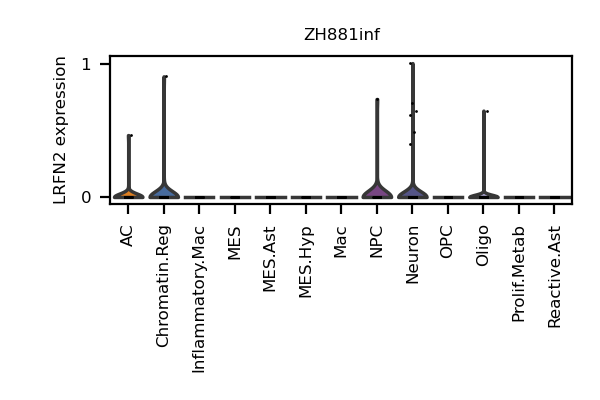 ZH881inf
LRFN2 expression
1
0
AC
Chromatin.Reg
Inflammatory.Mac
MES
MES.Ast
MES.Hyp
Mac
NPC
Neuron
OPC
Oligo
Prolif.Metab
Reactive.Ast